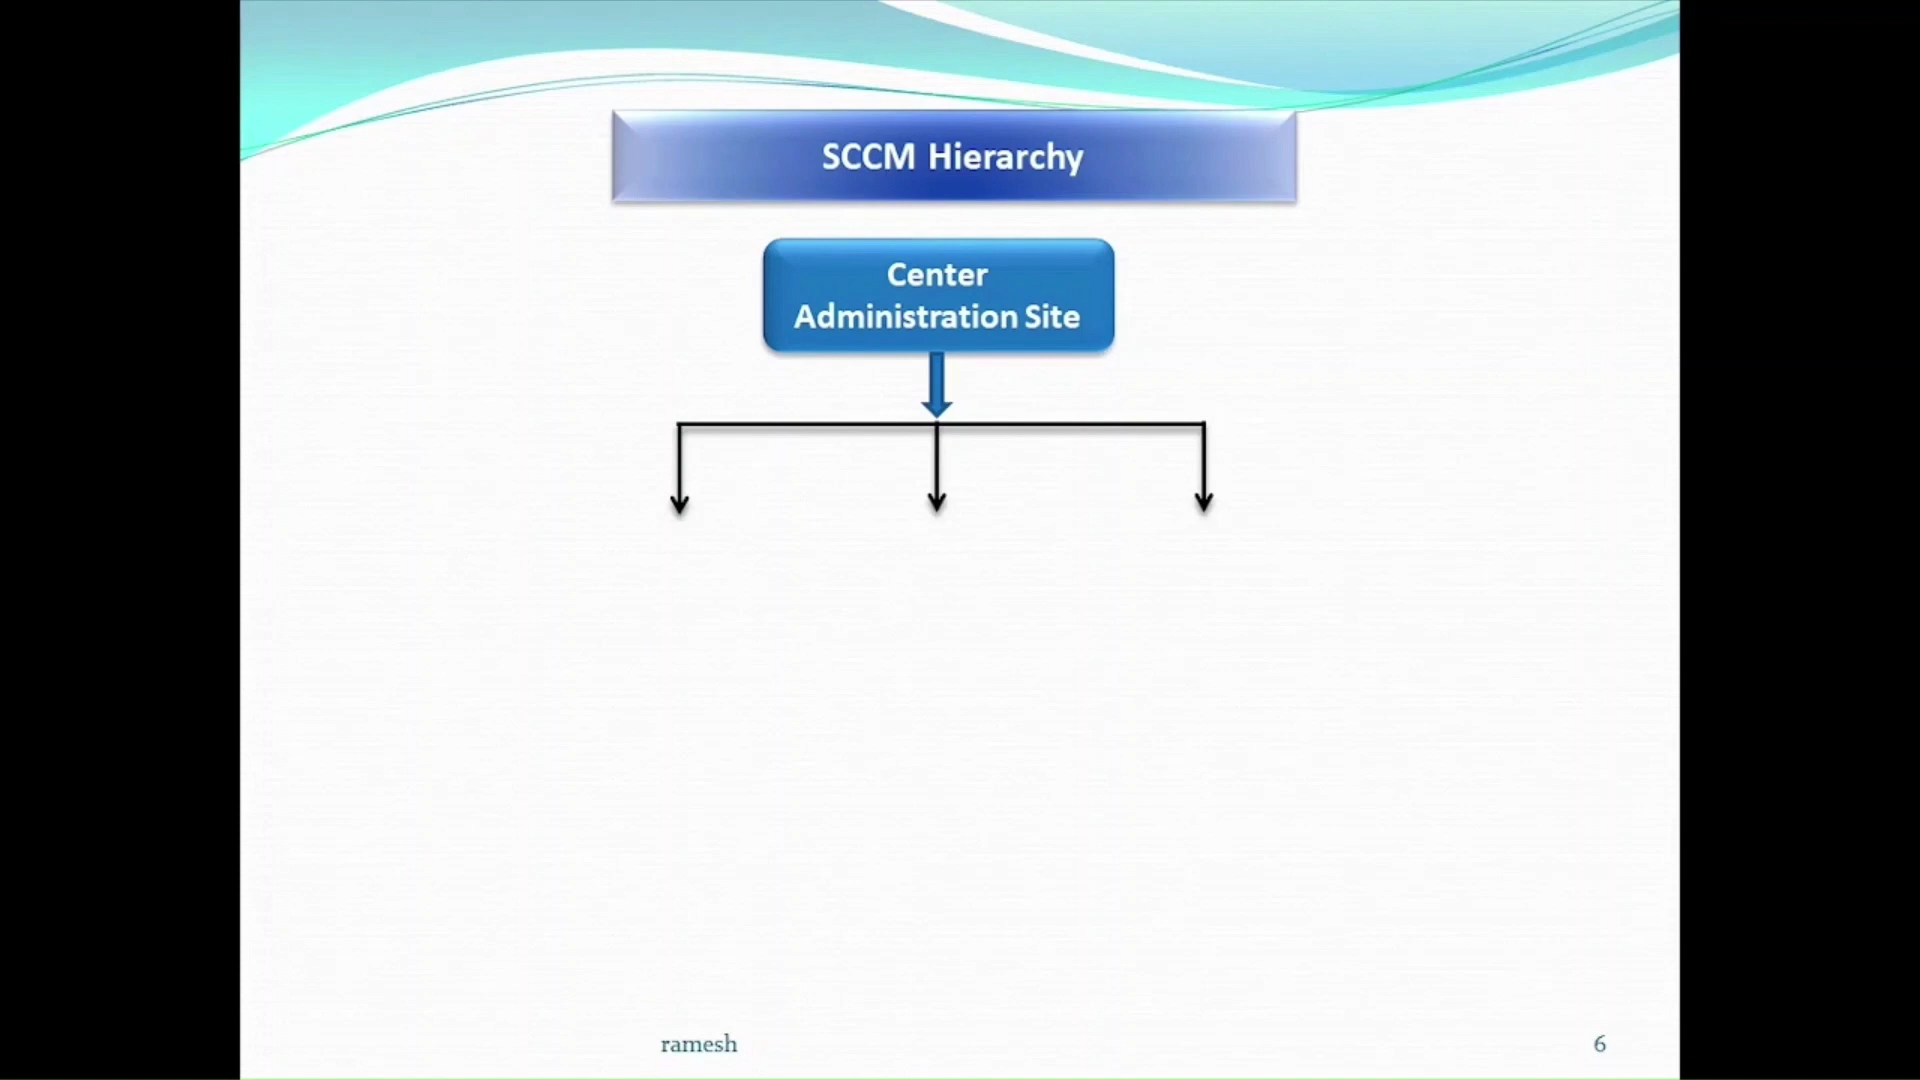 SCCM Hierarchy
Center
Administration Site
ramesh
6